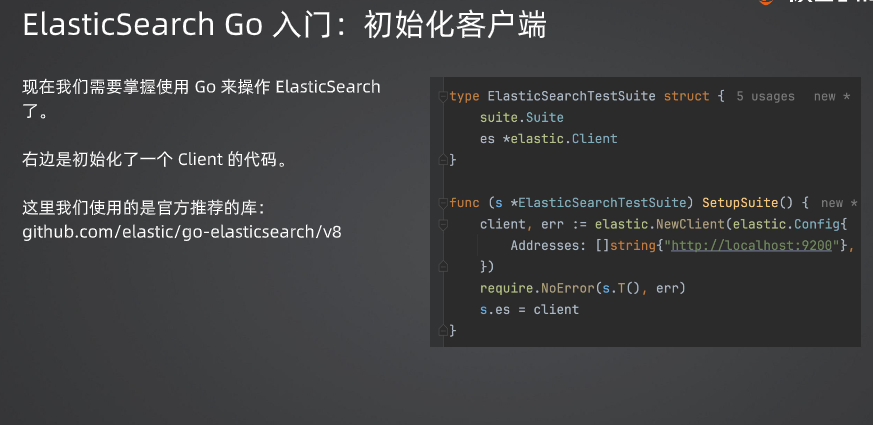 ElasticSearch Go 入门：初始化客户端
现在我们需要掌握使用 Go 来操作 ElasticSearch
了。
右边是初始化了一个 Client 的代码。
这里我们使用的是官方推荐的库：
github.com/elastic/go-elasticsearch/v8
type ElasticSearchTestSuite struct { 5 usages new *
suite.Suite
es *elastic.Client
}
func (s *ElasticSearchTestSuite) SetupSuite() { new *
client, err := elastic.NewClient(elastic.Config{
Addresses: []string{"http://localhost:9200"},
})
require.NoError(s.T(), err)
s.es = client
}